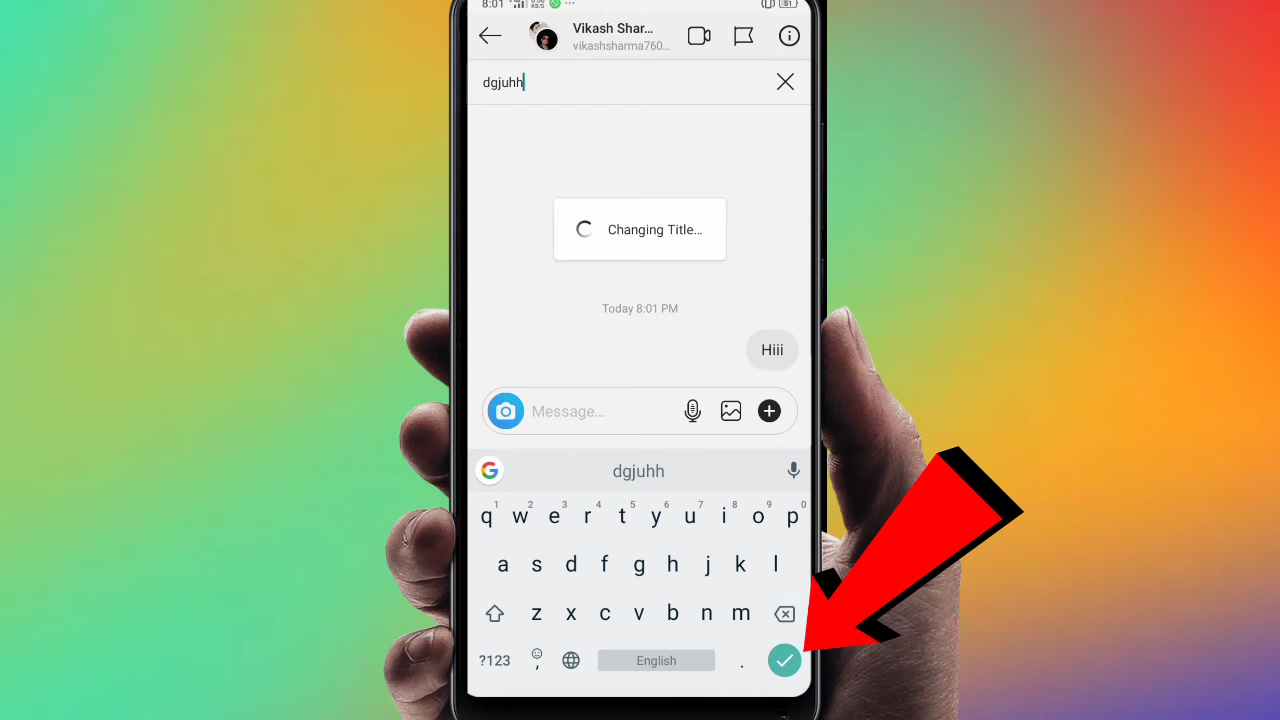 8:01
51
Vikash Shar...
vikashsharma760...
dgjuhh
Changing Title...
Today 8:01 PM
Hiii
Message...
G dgjuhh
1 2 3 4 5 6 7 8 9 0
q w e r t y u i o p
a s d f g h j k l
z x c v b n m
?123 , English .